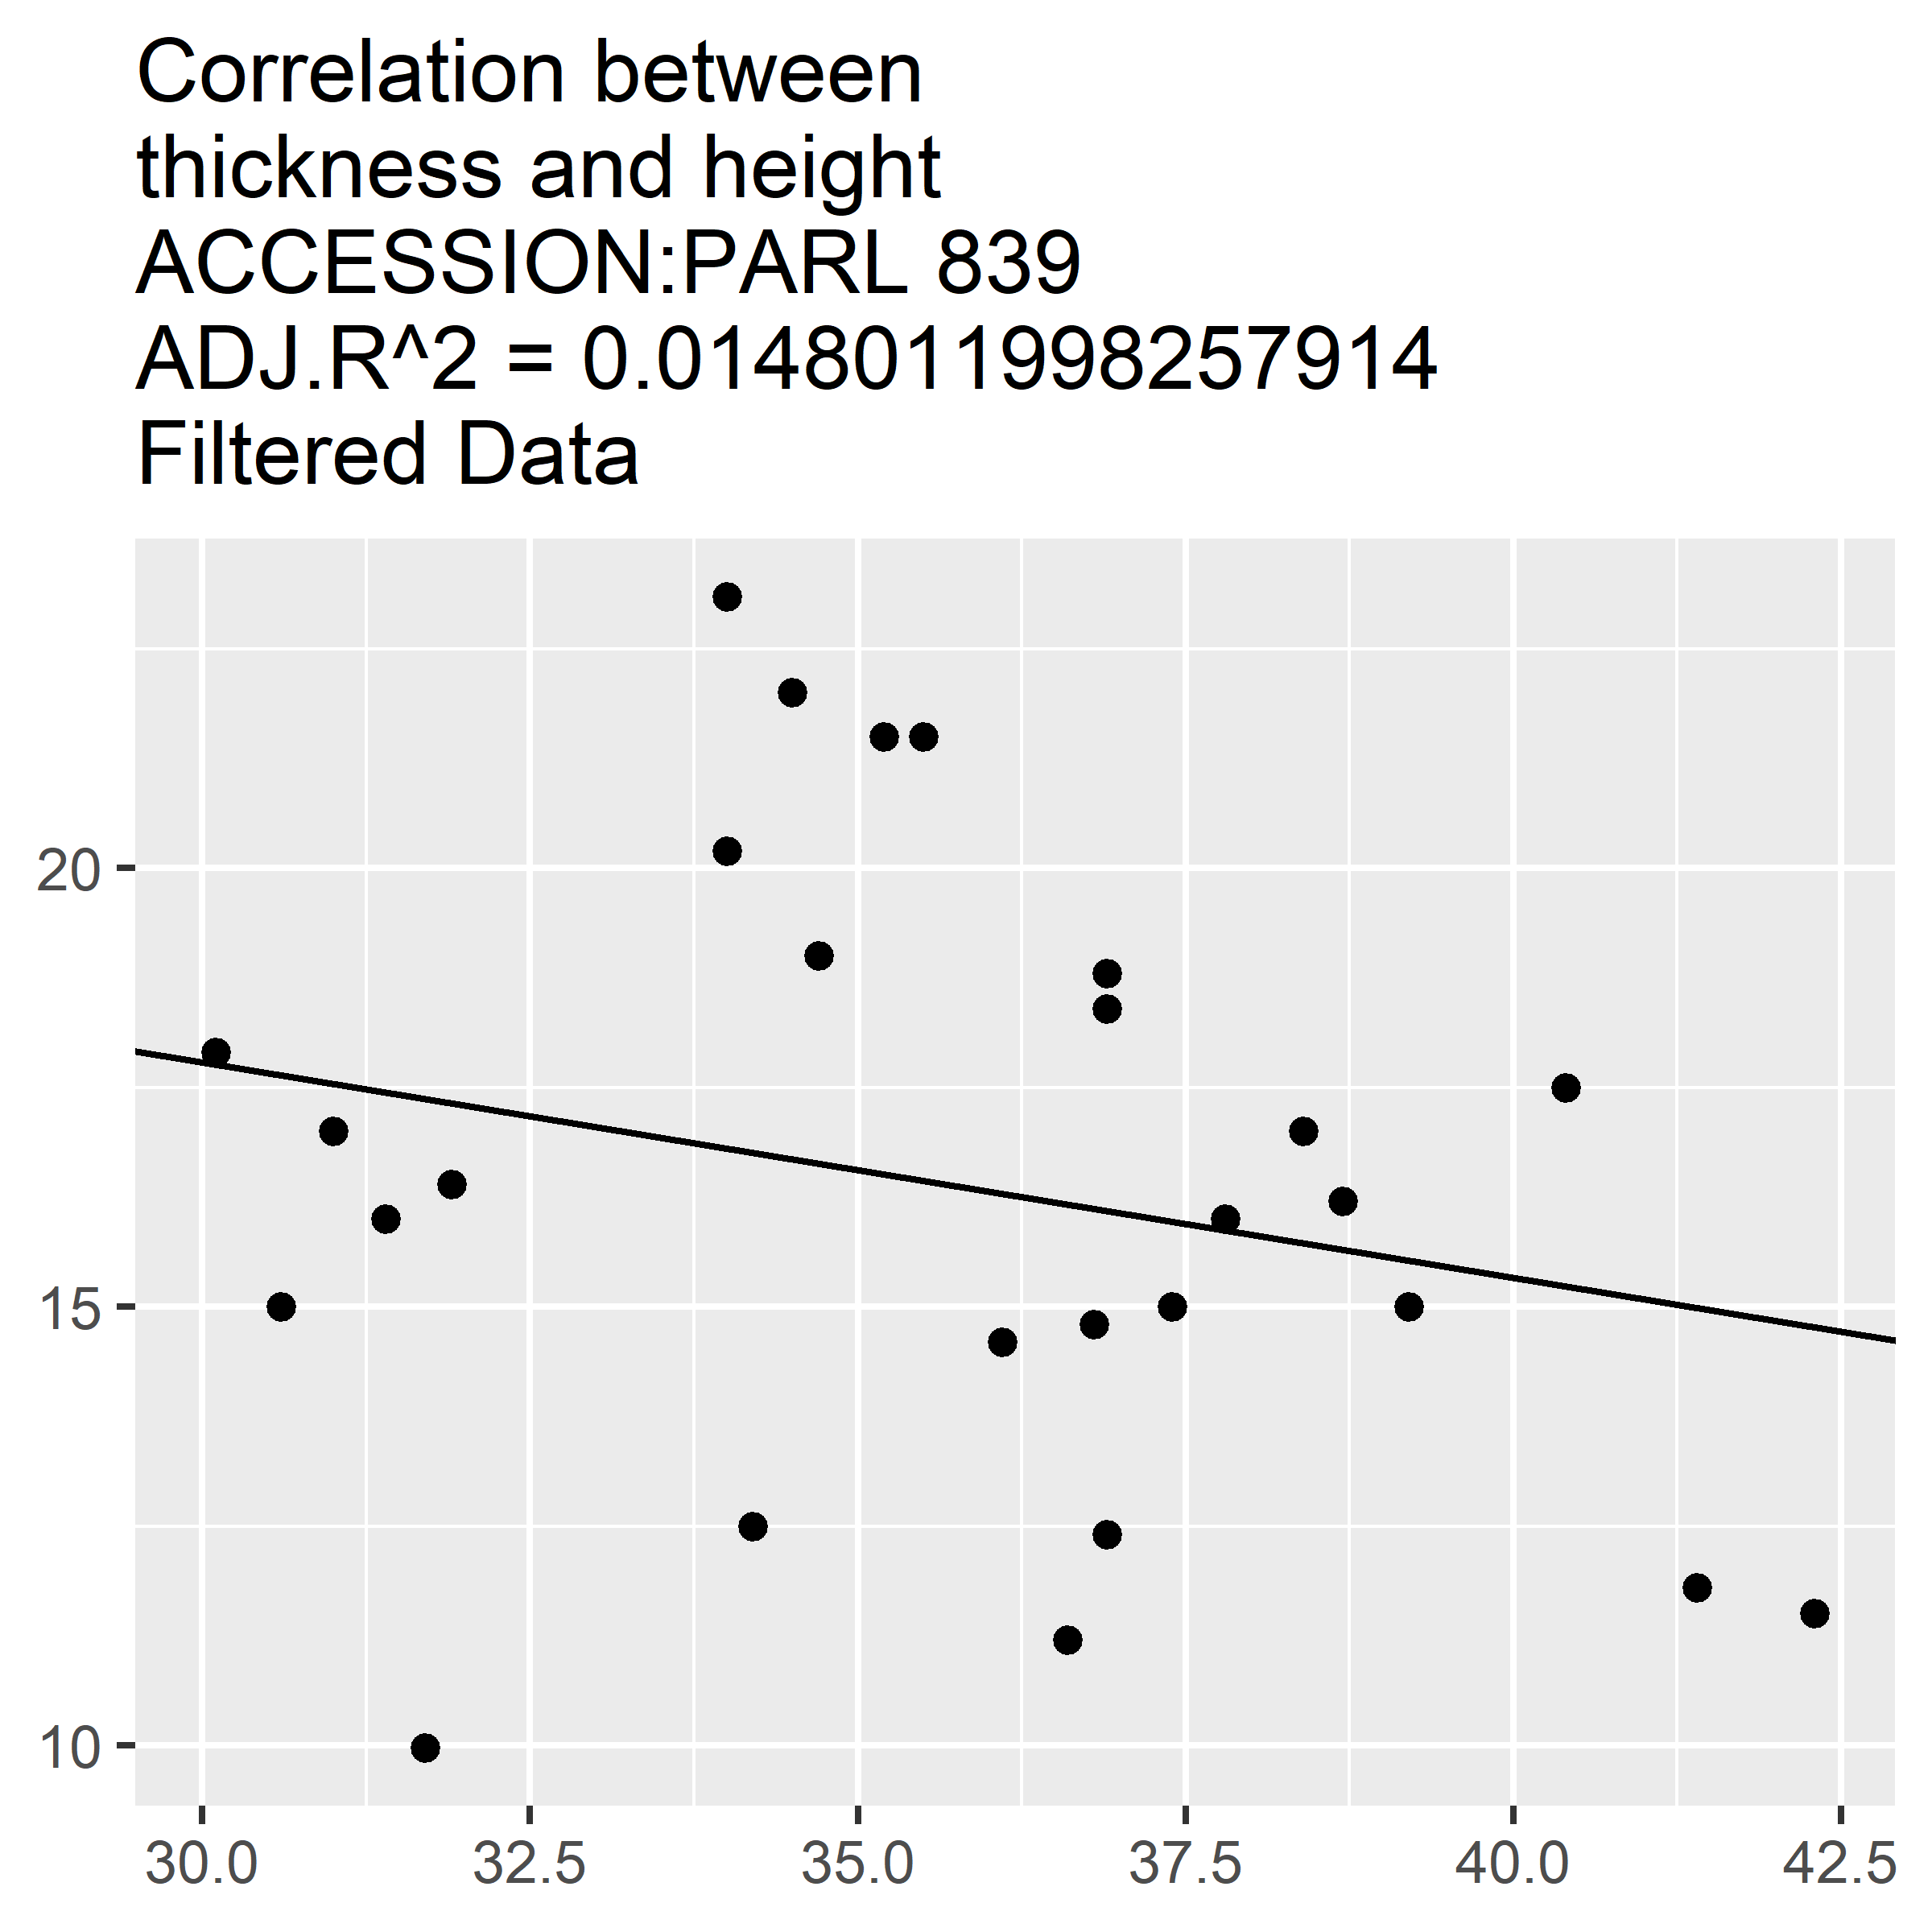 Correlation between
thickness and height
ACCESSION:PARL 839
ADJ.R^2 = 0.0148011998257914
Filtered Data
20
15
10
30.0 32.5 35.0 37.5 40.0 42.5